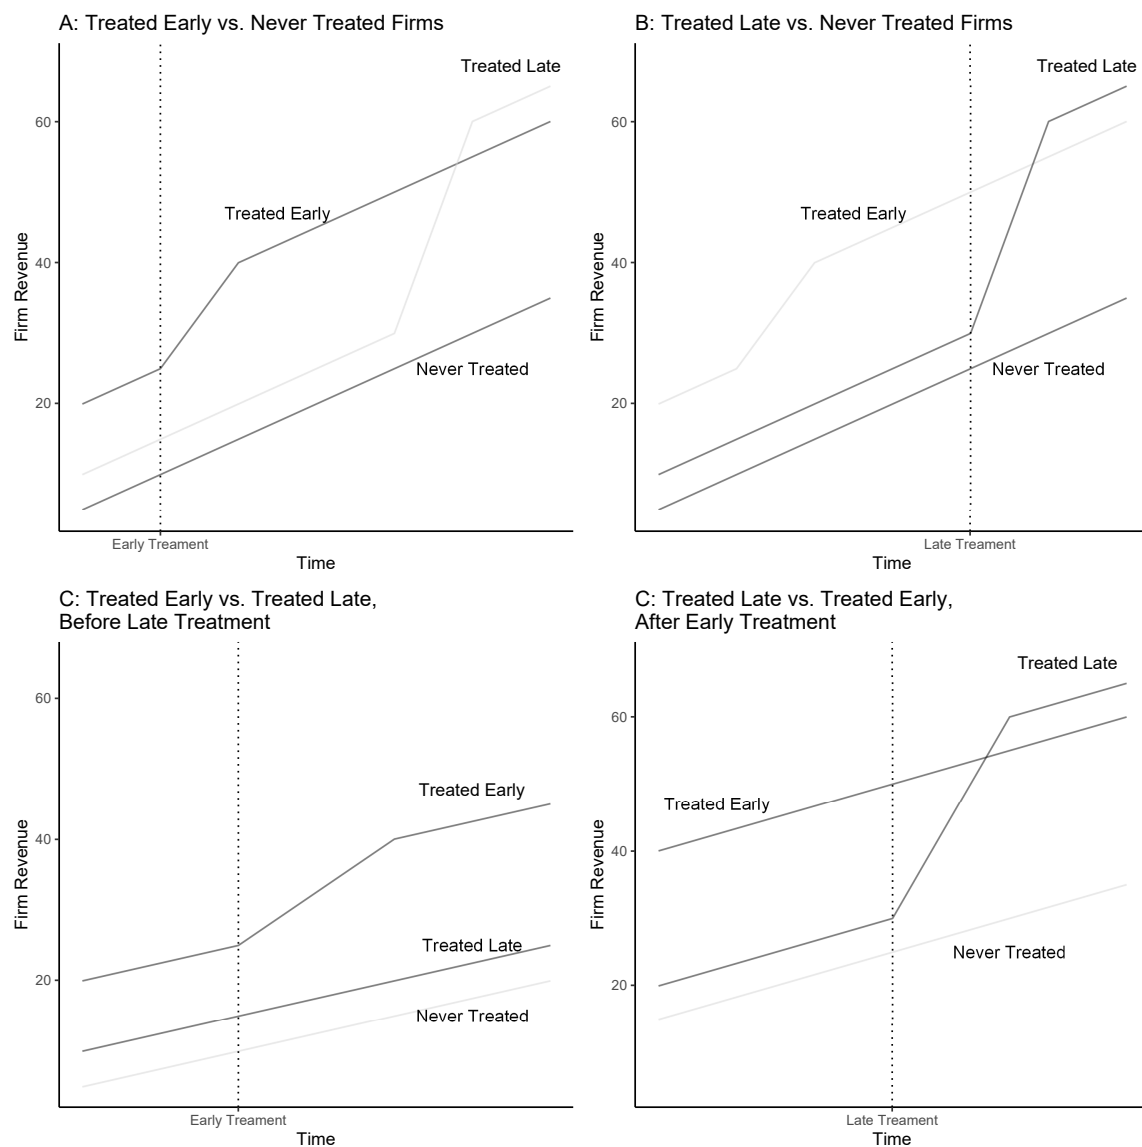 A: Treated Early vs. Never Treated Firms
Firm Revenue
60
40
20
Treated Late
Treated Early
Never Treated
Early Treament
Time
B: Treated Late vs. Never Treated Firms
Firm Revenue
60
40
20
Treated Late
Treated Early
Never Treated
Late Treament
Time
C: Treated Early vs. Treated Late,
Before Late Treatment
Firm Revenue
60
40
20
Treated Early
Treated Late
Never Treated
Early Treament
Time
C: Treated Late vs. Treated Early,
After Early Treatment
Firm Revenue
60
40
20
Treated Late
Treated Early
Never Treated
Late Treament
Time